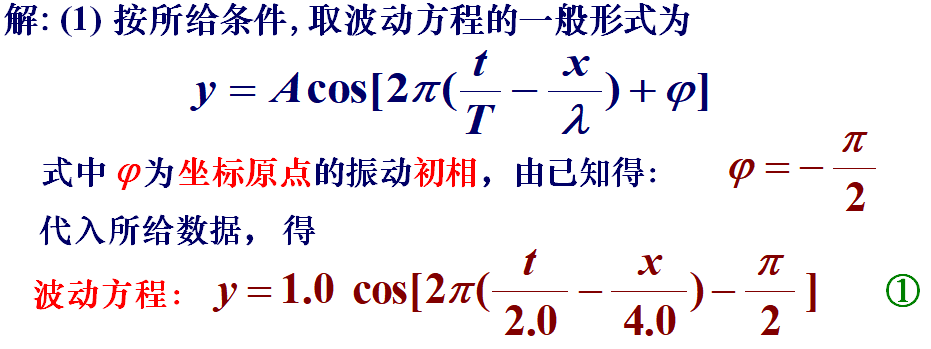 解: (1) 按所给条件, 取波动方程的一般形式为
y = A cos[2π(t/T − x/λ) + φ]
式中 φ 为坐标原点的振动初相，由已知得： φ = − π/2
代入所给数据， 得
波动方程： y = 1.0 cos[2π(t/2.0 − x/4.0) − π/2 ] ①